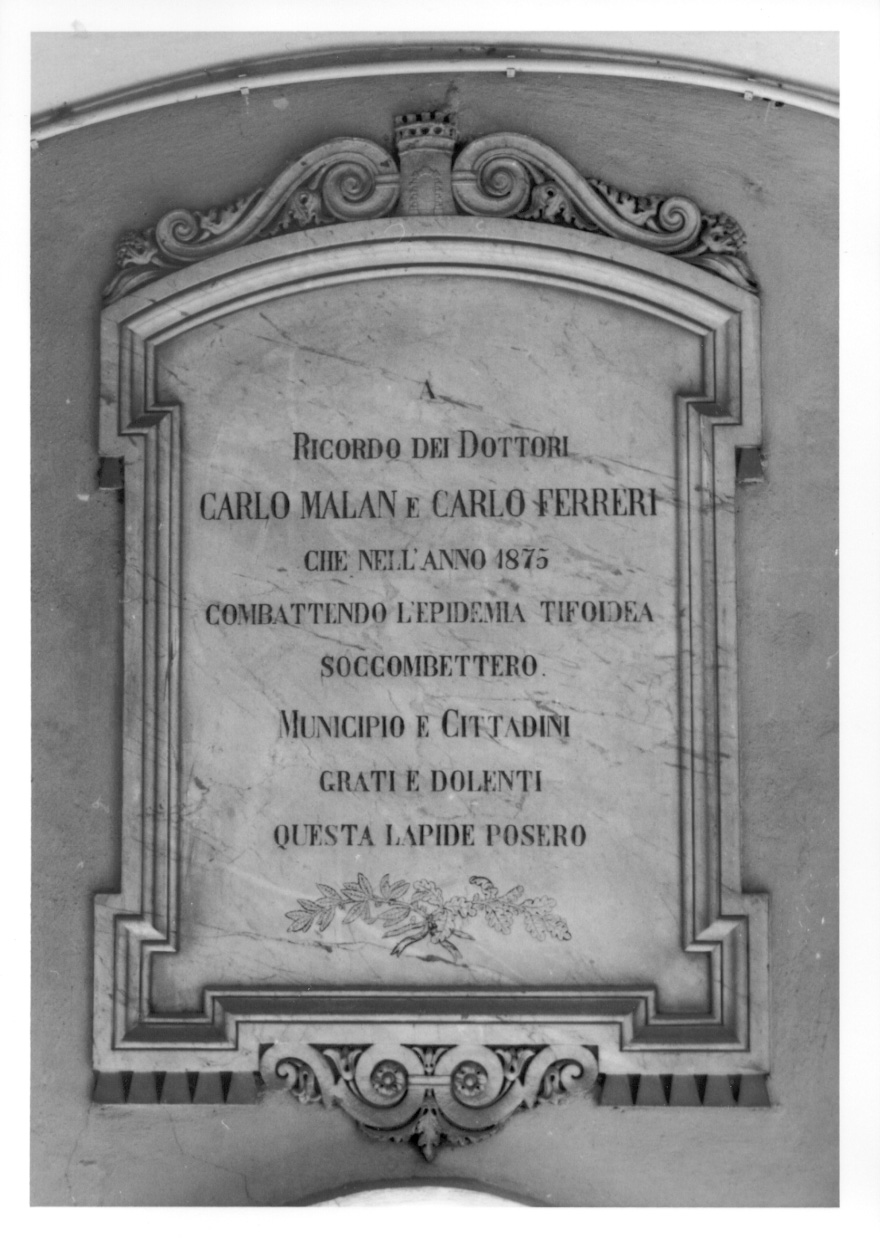 A
RICORDO DEI DOTTORI
CARLO MALAN E CARLO FERRERI
CHE NELL'ANNO 1875
COMBATTENDO L'EPIDEMIA TIFOIDEA
SOCCOMBETTERO.
MUNICIPIO E CITTADINI
GRATI E DOLENTI
QUESTA LAPIDE POSERO